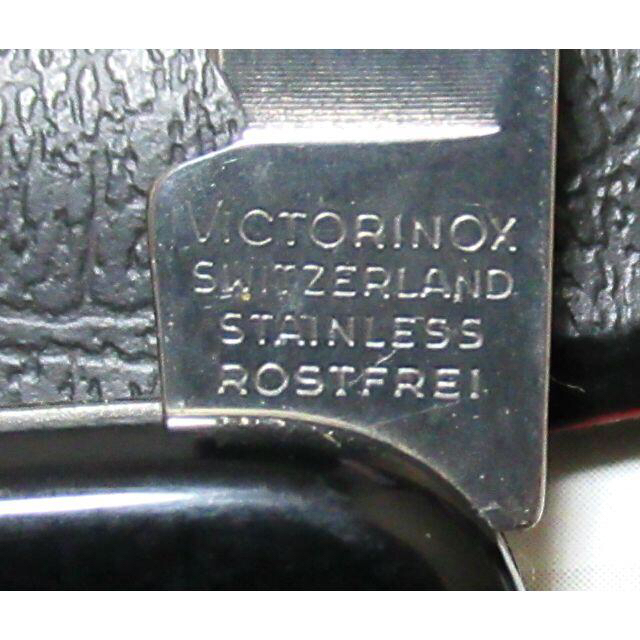 VICTORINOX
SWITZERLAND
STAINLESS
ROSTFREI